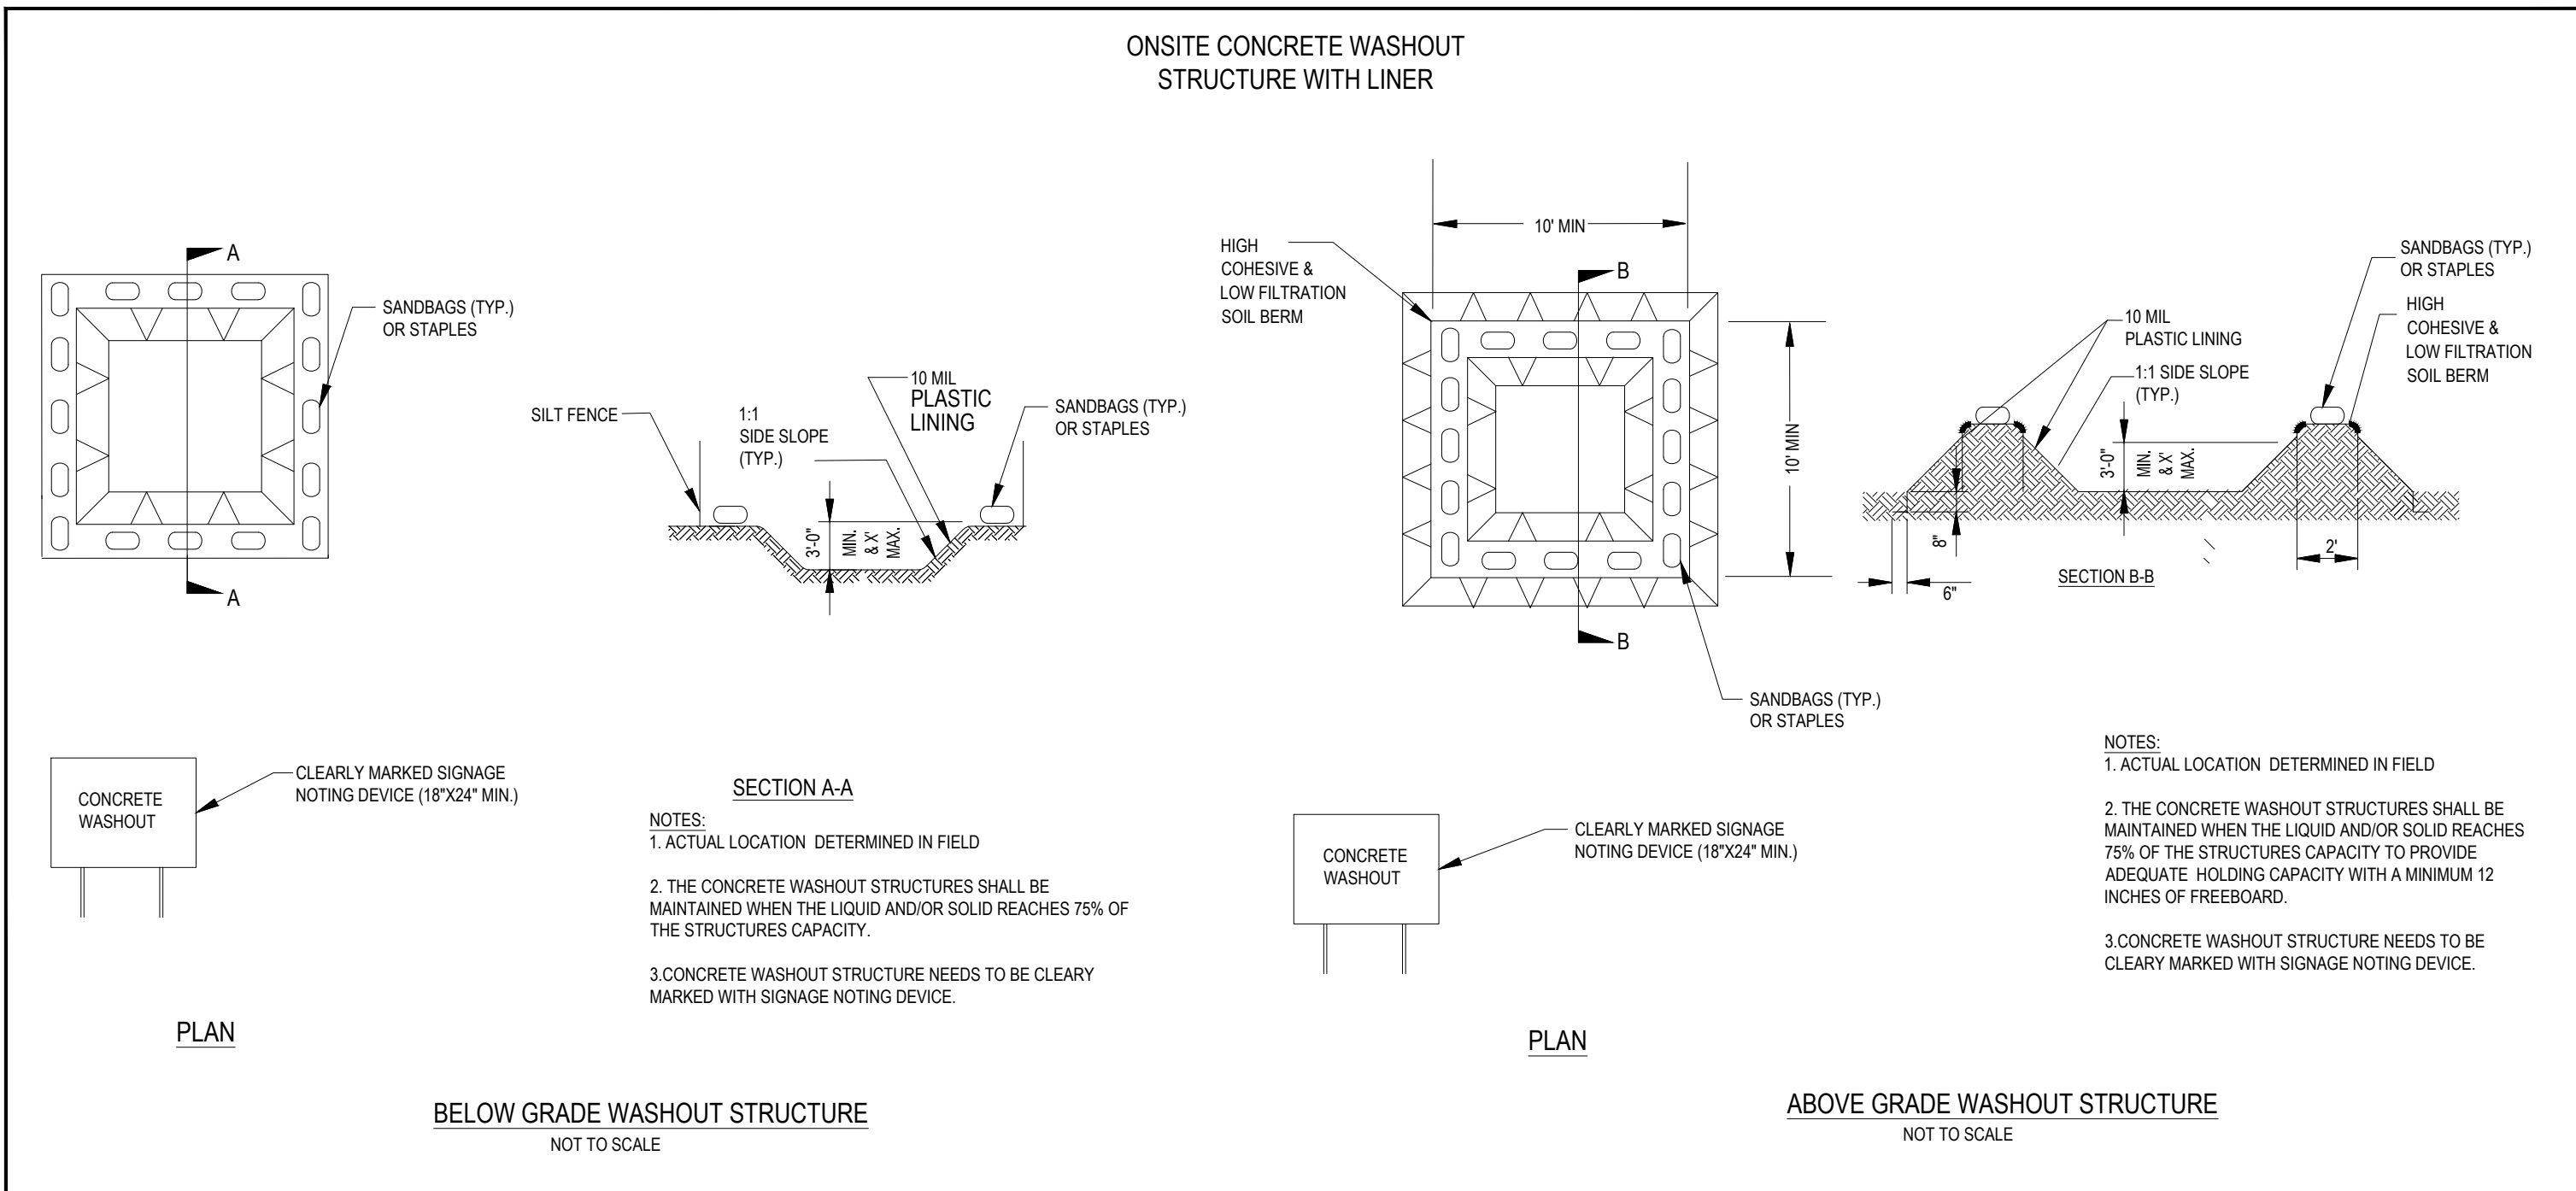 ONSITE CONCRETE WASHOUT
STRUCTURE WITH LINER
A
SANDBAGS (TYP.)
OR STAPLES
A
SILT FENCE
1:1
SIDE SLOPE
(TYP.)
10 MIL
PLASTIC
LINING
SANDBAGS (TYP.)
OR STAPLES
3'-0"
MIN.
& X'
MAX.
CONCRETE
WASHOUT
CLEARLY MARKED SIGNAGE
NOTING DEVICE (18"X24" MIN.)
SECTION A-A
NOTES:
1. ACTUAL LOCATION DETERMINED IN FIELD
2. THE CONCRETE WASHOUT STRUCTURES SHALL BE
MAINTAINED WHEN THE LIQUID AND/OR SOLID REACHES 75% OF
THE STRUCTURES CAPACITY.
3.CONCRETE WASHOUT STRUCTURE NEEDS TO BE CLEARY
MARKED WITH SIGNAGE NOTING DEVICE.
PLAN
BELOW GRADE WASHOUT STRUCTURE
NOT TO SCALE
10' MIN
HIGH
COHESIVE &
LOW FILTRATION
SOIL BERM
B
10' MIN
B
SANDBAGS (TYP.)
OR STAPLES
10 MIL
PLASTIC LINING
1:1 SIDE SLOPE
(TYP.)
SANDBAGS (TYP.)
OR STAPLES
HIGH
COHESIVE &
LOW FILTRATION
SOIL BERM
3'-0"
MIN.
& X'
MAX.
8"
6"
2'
SECTION B-B
CONCRETE
WASHOUT
CLEARLY MARKED SIGNAGE
NOTING DEVICE (18"X24" MIN.)
NOTES:
1. ACTUAL LOCATION DETERMINED IN FIELD
2. THE CONCRETE WASHOUT STRUCTURES SHALL BE
MAINTAINED WHEN THE LIQUID AND/OR SOLID REACHES
75% OF THE STRUCTURES CAPACITY TO PROVIDE
ADEQUATE HOLDING CAPACITY WITH A MINIMUM 12
INCHES OF FREEBOARD.
3.CONCRETE WASHOUT STRUCTURE NEEDS TO BE
CLEARY MARKED WITH SIGNAGE NOTING DEVICE.
PLAN
ABOVE GRADE WASHOUT STRUCTURE
NOT TO SCALE